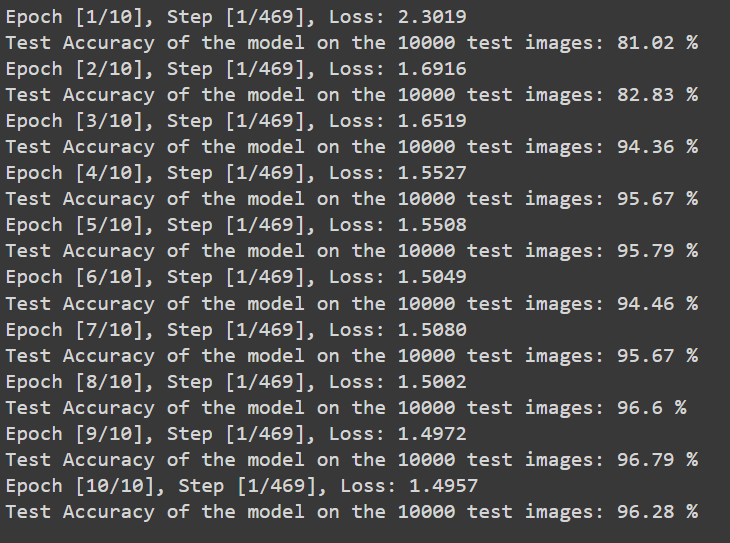 Epoch [1/10], Step [1/469], Loss: 2.3019
Test Accuracy of the model on the 10000 test images: 81.02 %
Epoch [2/10], Step [1/469], Loss: 1.6916
Test Accuracy of the model on the 10000 test images: 82.83 %
Epoch [3/10], Step [1/469], Loss: 1.6519
Test Accuracy of the model on the 10000 test images: 94.36 %
Epoch [4/10], Step [1/469], Loss: 1.5527
Test Accuracy of the model on the 10000 test images: 95.67 %
Epoch [5/10], Step [1/469], Loss: 1.5508
Test Accuracy of the model on the 10000 test images: 95.79 %
Epoch [6/10], Step [1/469], Loss: 1.5049
Test Accuracy of the model on the 10000 test images: 94.46 %
Epoch [7/10], Step [1/469], Loss: 1.5080
Test Accuracy of the model on the 10000 test images: 95.67 %
Epoch [8/10], Step [1/469], Loss: 1.5002
Test Accuracy of the model on the 10000 test images: 96.6 %
Epoch [9/10], Step [1/469], Loss: 1.4972
Test Accuracy of the model on the 10000 test images: 96.79 %
Epoch [10/10], Step [1/469], Loss: 1.4957
Test Accuracy of the model on the 10000 test images: 96.28 %